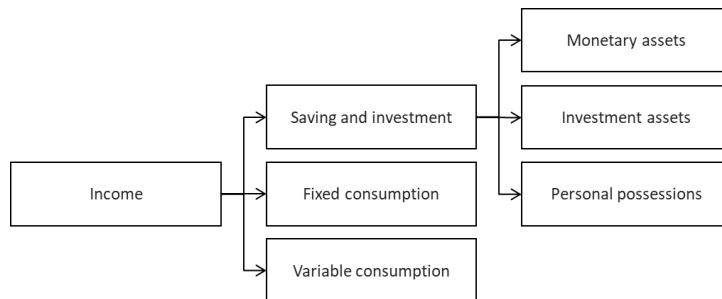 Monetary assets
Saving and investment
Investment assets
Income
Fixed consumption
Personal possessions
Variable consumption